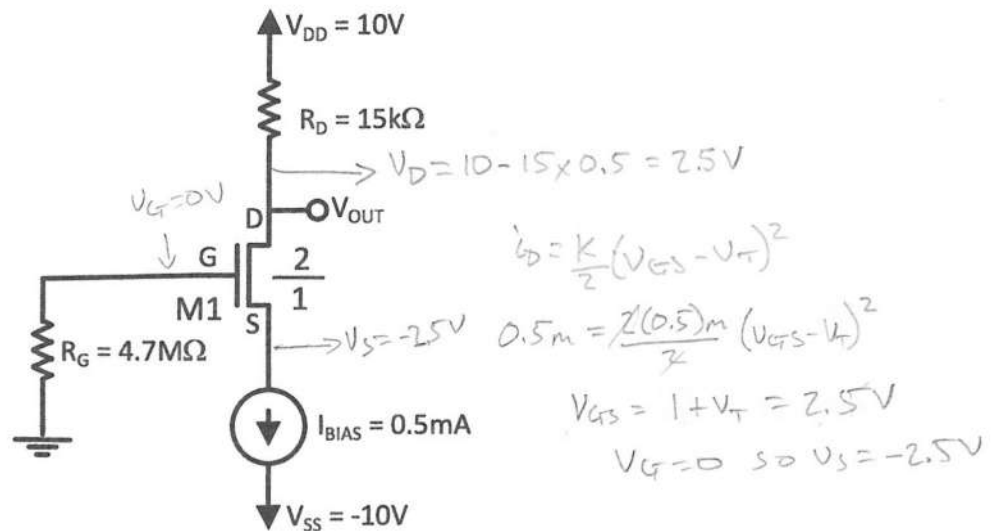 V_DD = 10V
R_D = 15kΩ
V_D = 10 - 15 x 0.5 = 2.5V
V_G = 0V
D
V_OUT
G
2
1
M1
S
i_D = K/2 (V_GS - V_T)^2
V_S = -2.5V
0.5m = 2(0.5)m/2 (V_GS - V_T)^2
R_G = 4.7MΩ
I_BIAS = 0.5mA
V_GS = 1 + V_T = 2.5V
V_G = 0 so V_S = -2.5V
V_SS = -10V